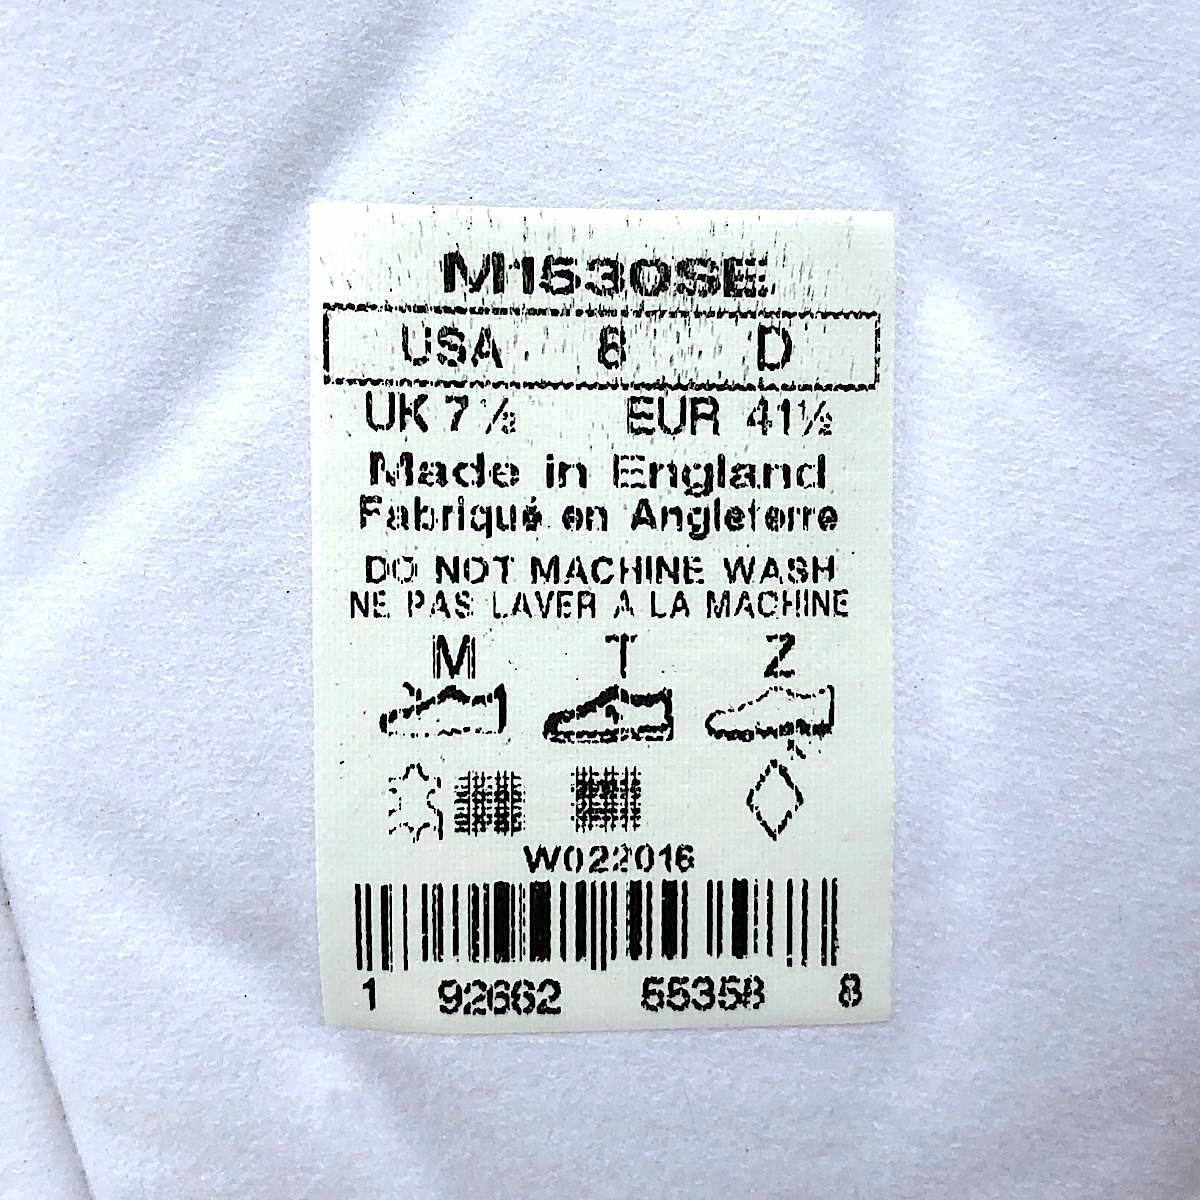 M1530SE
USA 8 D
UK 7½ EUR 41½
Made in England
Fabriqué en Angleterre
DO NOT MACHINE WASH
NE PAS LAVER A LA MACHINE
M T Z
W022016
1 92662 55358 8